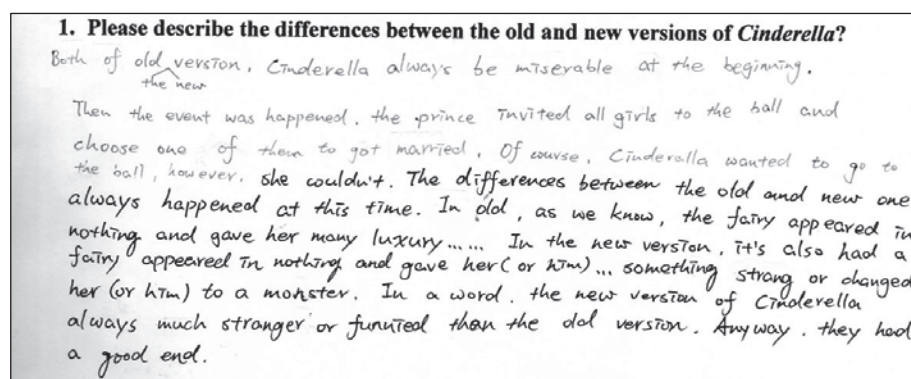 1. Please describe the differences between the old and new versions of Cinderella?
Both of old version, Cinderella always be miserable at the beginning.
the new
Then the event was happened, the prince invited all girls to the ball and
choose one of them to got married. Of course, Cinderella wanted to go to
the ball, however, she couldn't. The differences between the old and new one
always happened at this time. In old, as we know, the fairy appeared in
nothing and gave her many luxury...... In the new version, it's also had a
fairy appeared in nothing and gave her (or him)... something strang or changed
her (or him) to a monster. In a word, the new version of Cinderella
always much stranger or funnied than the old version. Anyway, they had
a good end.